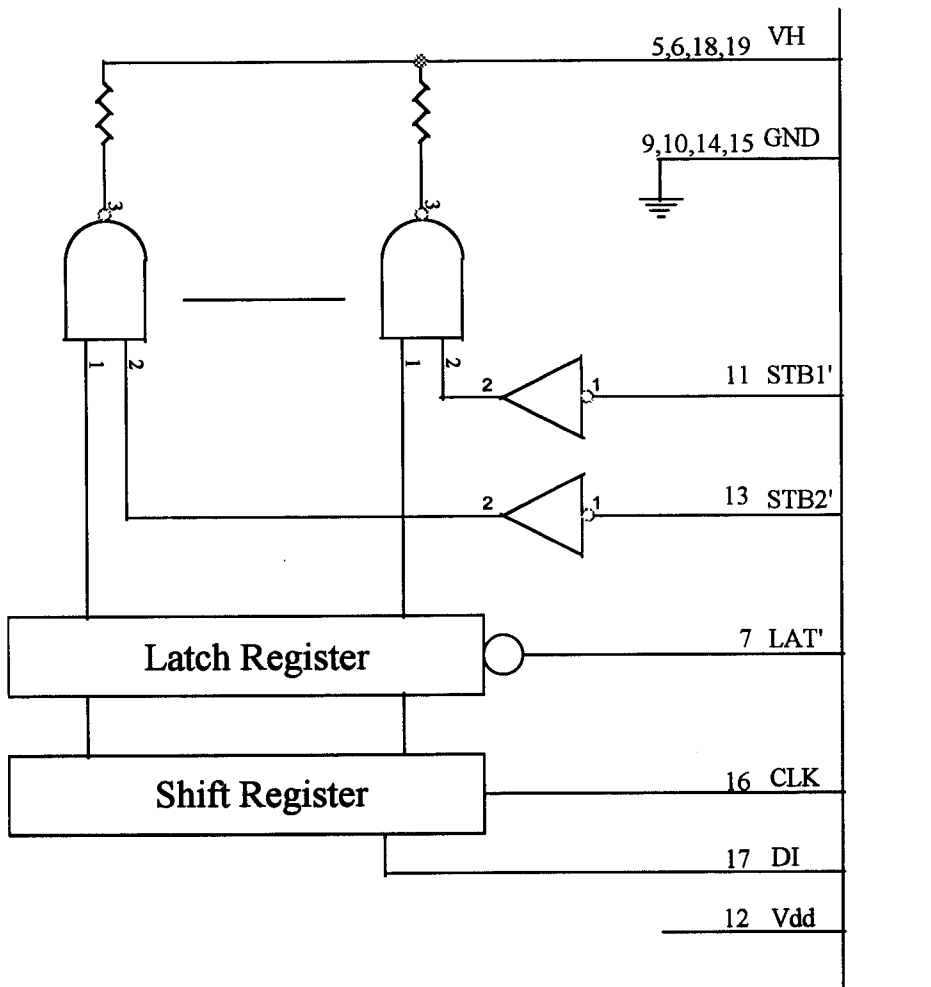 5,6,18,19 VH
9,10,14,15 GND
3
3
1
2
1
2
2
1
11 STB1'
2
1
13 STB2'
Latch Register
7 LAT'
Shift Register
16 CLK
17 DI
12 Vdd